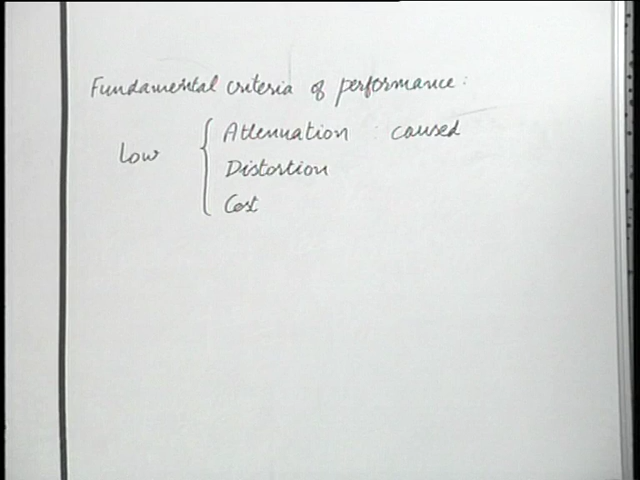 Fundamental criteria of performance:
Low { Attenuation : caused
Distortion
Cost